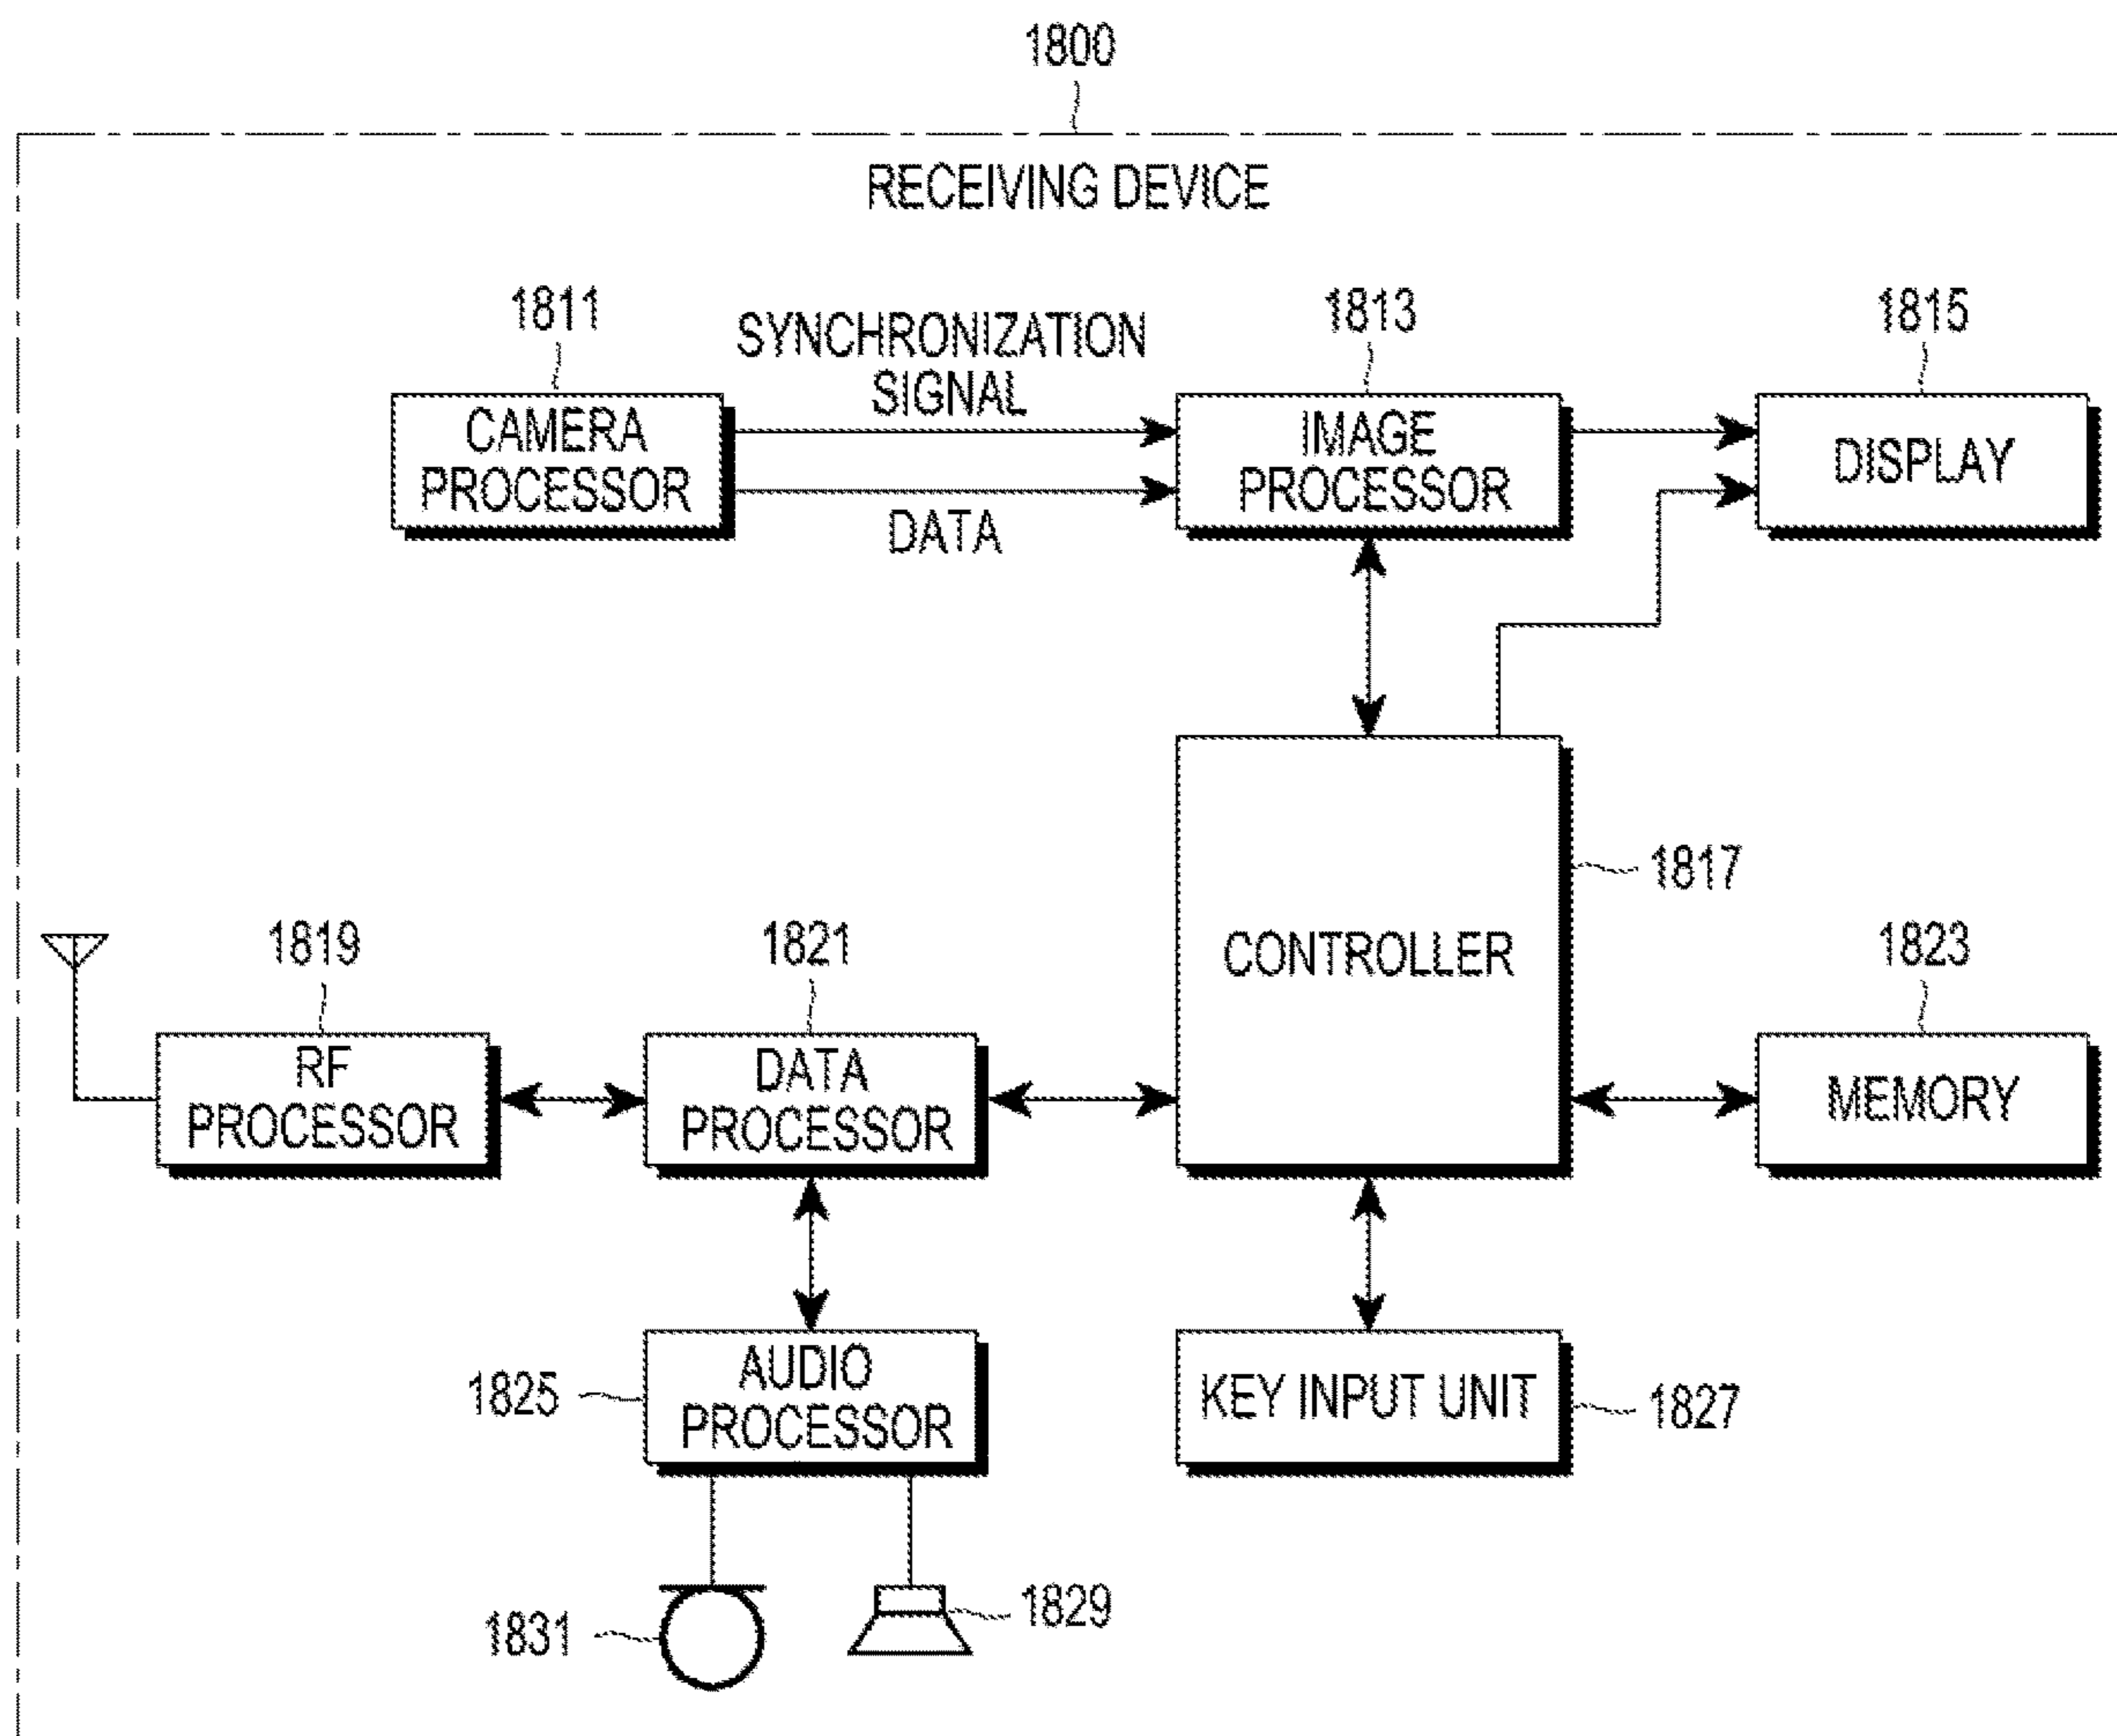 1800
RECEIVING DEVICE
1811
SYNCHRONIZATION
SIGNAL
1813
1815
CAMERA
PROCESSOR
DATA
IMAGE
PROCESSOR
DISPLAY
1817
CONTROLLER
1819
1821
1823
RF
PROCESSOR
DATA
PROCESSOR
MEMORY
1825
AUDIO
PROCESSOR
KEY INPUT UNIT
1827
1831
1829